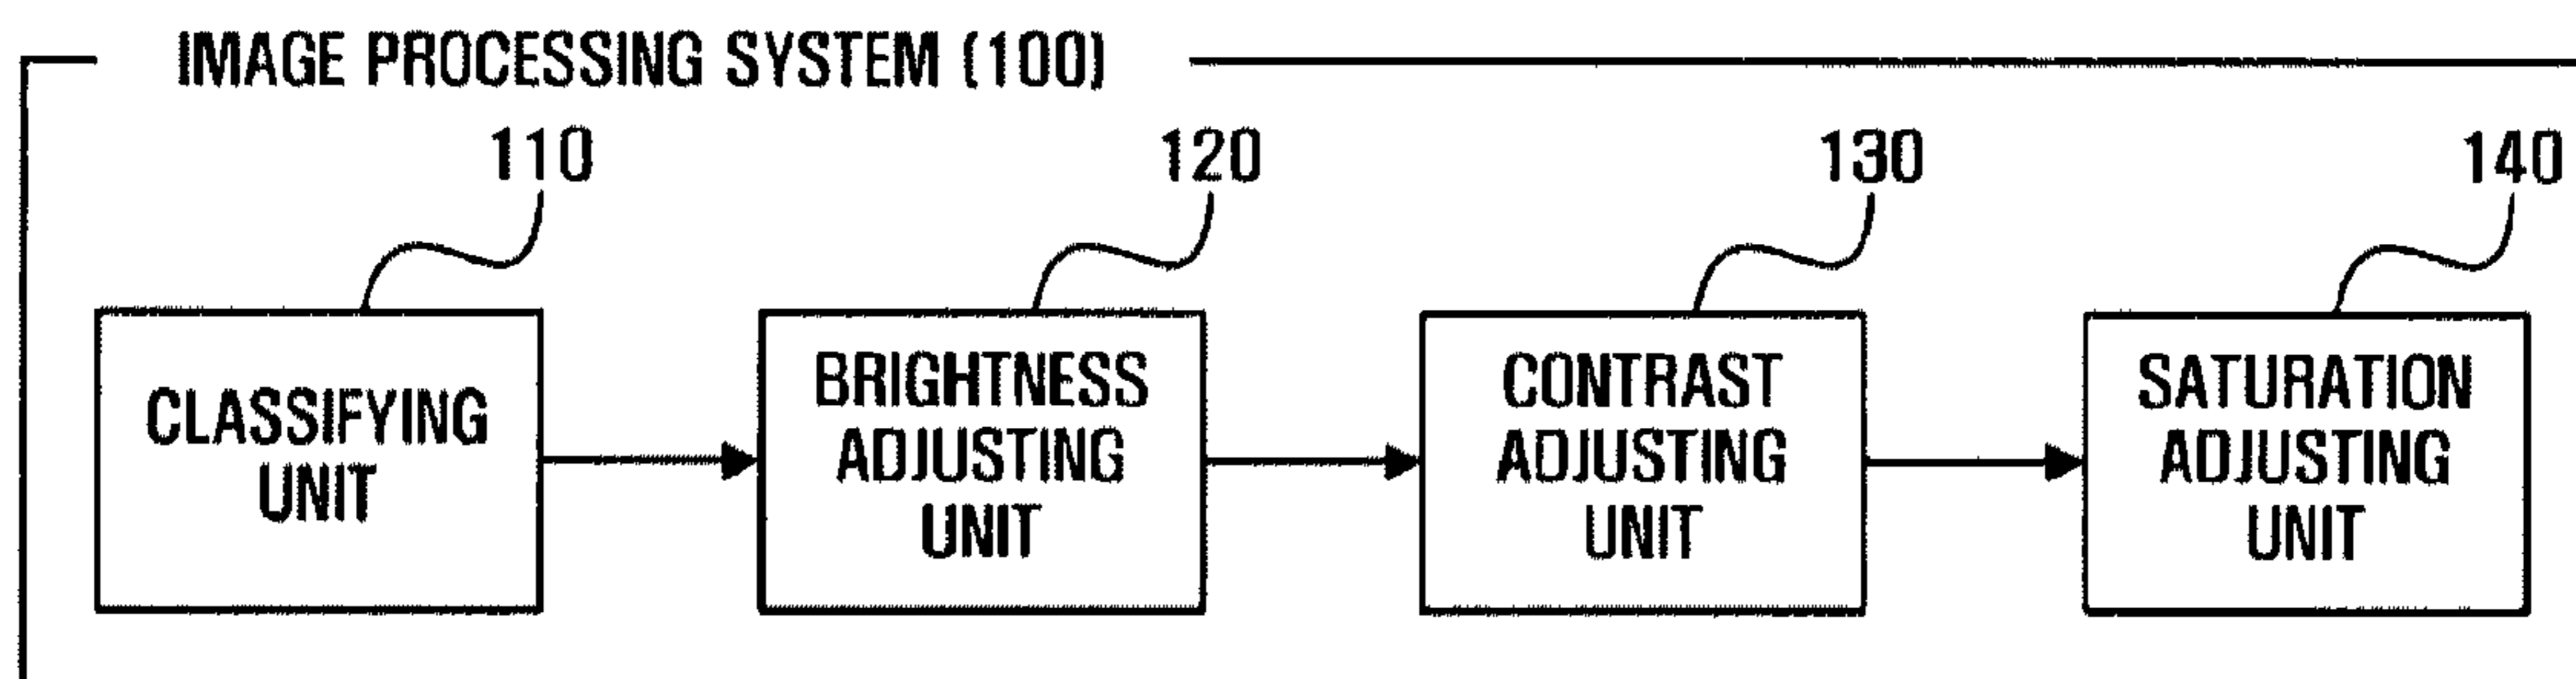 IMAGE PROCESSING SYSTEM (100)
110
120
130
140
CLASSIFYING
UNIT
BRIGHTNESS
ADJUSTING
UNIT
CONTRAST
ADJUSTING
UNIT
SATURATION
ADJUSTING
UNIT